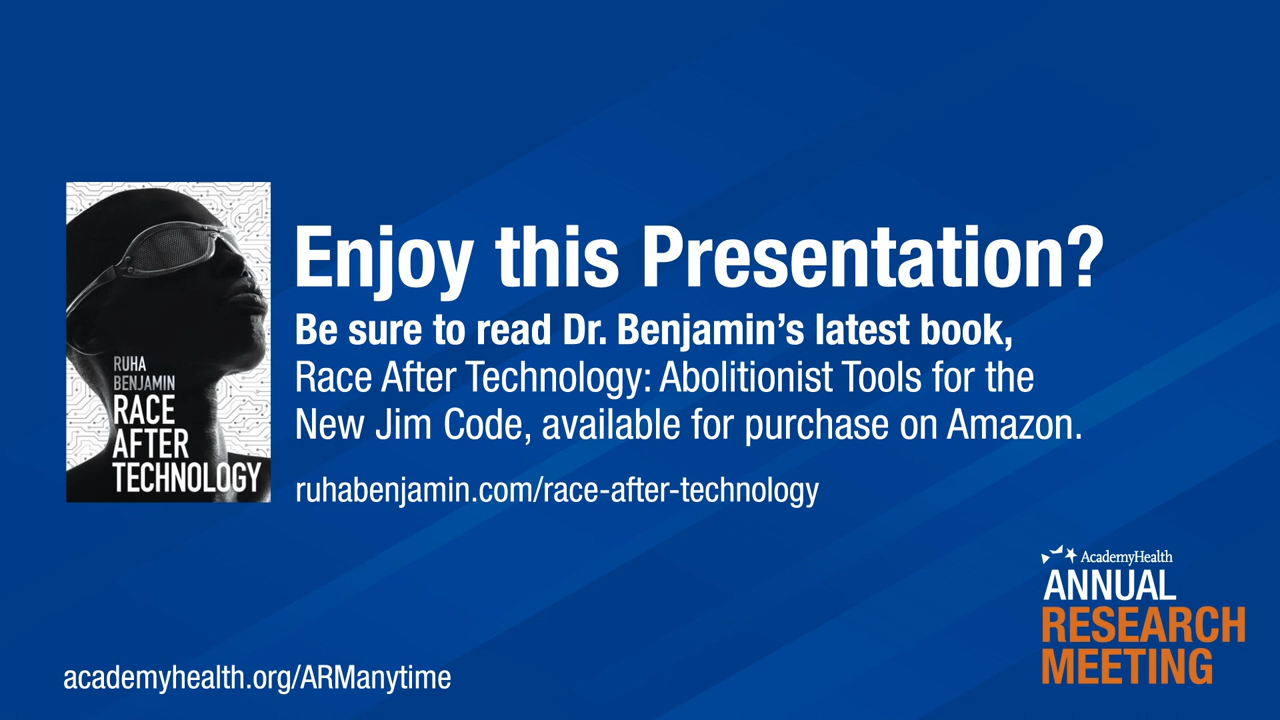 RUHA
BENJAMIN
RACE
AFTER
TECHNOLOGY
Enjoy this Presentation?
Be sure to read Dr. Benjamin’s latest book,
Race After Technology: Abolitionist Tools for the
New Jim Code, available for purchase on Amazon.
ruhabenjamin.com/race-after-technology
AcademyHealth
ANNUAL
RESEARCH
MEETING
academyhealth.org/ARManytime